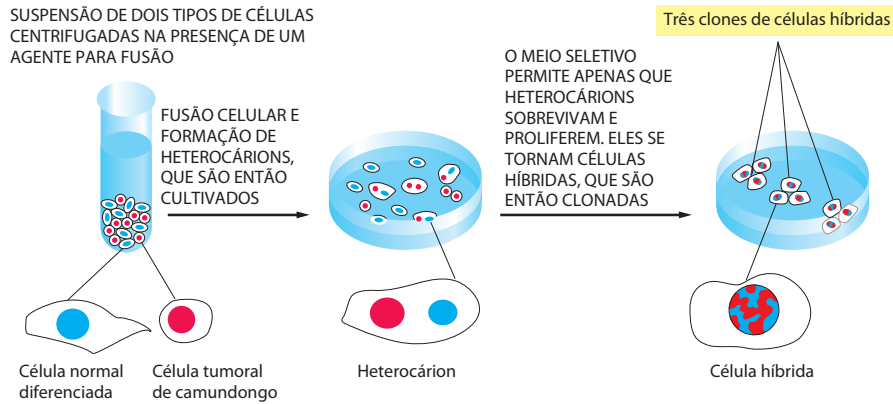 SUSPENSÃO DE DOIS TIPOS DE CÉLULAS
CENTRIFUGADAS NA PRESENÇA DE UM
AGENTE PARA FUSÃO
FUSÃO CELULAR E
FORMAÇÃO DE
HETEROCÁRIONS,
QUE SÃO ENTÃO
CULTIVADOS
O MEIO SELETIVO
PERMITE APENAS QUE
HETEROCÁRIONS
SOBREVIVAM E
PROLIFEREM. ELES SE
TORNAM CÉLULAS
HÍBRIDAS, QUE SÃO
ENTÃO CLONADAS
Três clones de células híbridas
Célula normal
diferenciada
Célula tumoral
de camundongo
Heterocárion
Célula híbrida